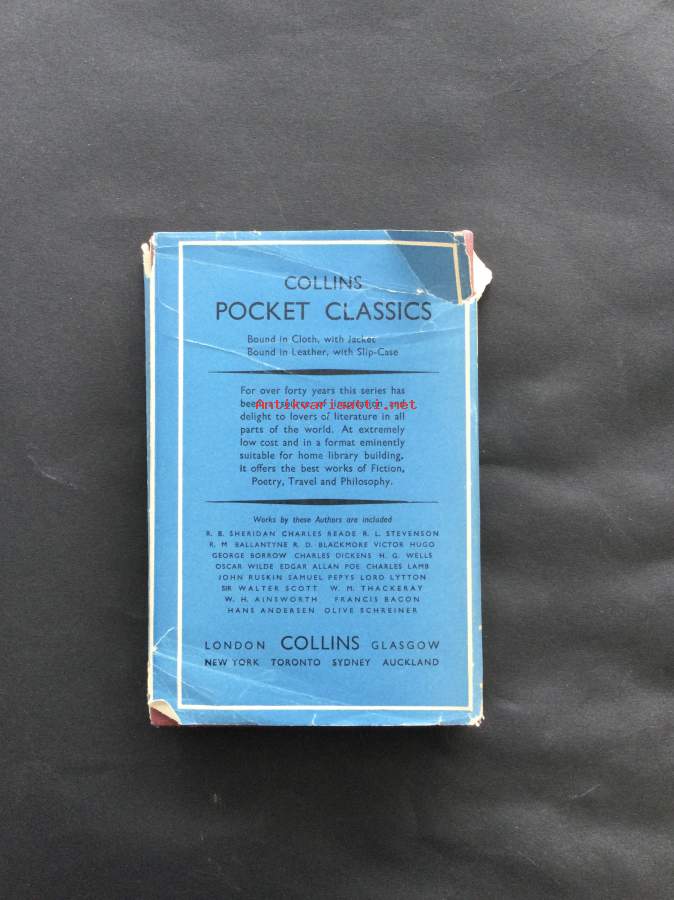 COLLINS
POCKET CLASSICS
Bound in Cloth, with Jacket
Bound in Leather, with Slip-Case
For over forty years this series has
been a source of inspiration and
Antikvariaatti.net
delight to lovers of literature in all
parts of the world. At extremely
low cost and in a format eminently
suitable for home library building,
it offers the best works of Fiction,
Poetry, Travel and Philosophy.
Works by these Authors are included
R. B. SHERIDAN CHARLES READE R. L. STEVENSON
R. M BALLANTYNE R. D. BLACKMORE VICTOR HUGO
GEORGE BORROW CHARLES DICKENS H. G. WELLS
OSCAR WILDE EDGAR ALLAN POE CHARLES LAMB
JOHN RUSKIN SAMUEL PEPYS LORD LYTTON
SIR WALTER SCOTT W. M. THACKERAY
W. H. AINSWORTH FRANCIS BACON
HANS ANDERSEN OLIVE SCHREINER
LONDON COLLINS GLASGOW
NEW YORK TORONTO SYDNEY AUCKLAND